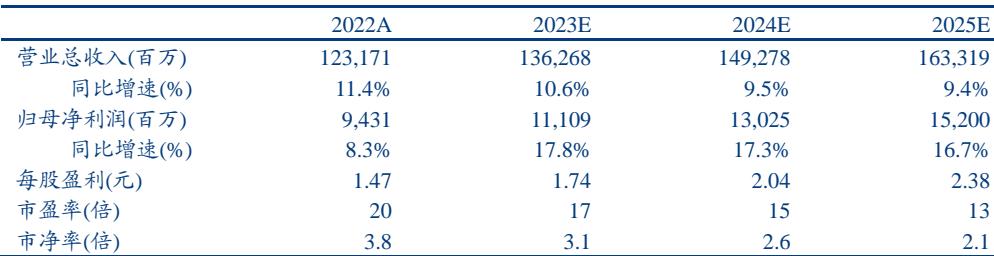 2022A 2023E 2024E 2025E
营业总收入(百万) 123,171 136,268 149,278 163,319
同比增速(%) 11.4% 10.6% 9.5% 9.4%
归母净利润(百万) 9,431 11,109 13,025 15,200
同比增速(%) 8.3% 17.8% 17.3% 16.7%
每股盈利(元) 1.47 1.74 2.04 2.38
市盈率(倍) 20 17 15 13
市净率(倍) 3.8 3.1 2.6 2.1